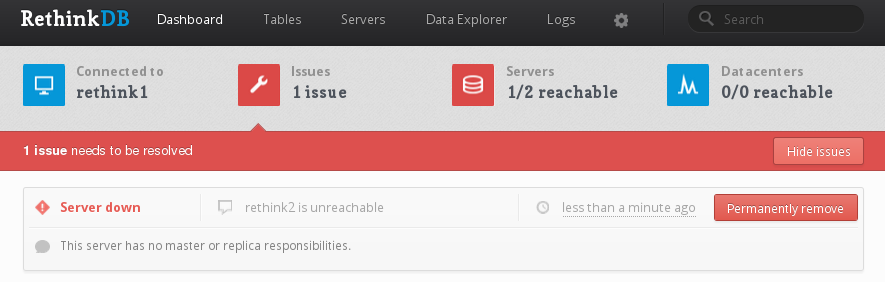 RethinkDB Dashboard Tables Servers Data Explorer Logs Search
Connected to Issues Servers Datacenters
rethink1 1 issue 1/2 reachable 0/0 reachable
1 issue needs to be resolved Hide issues
Server down rethink2 is unreachable less than a minute ago Permanently remove
This server has no master or replica responsibilities.